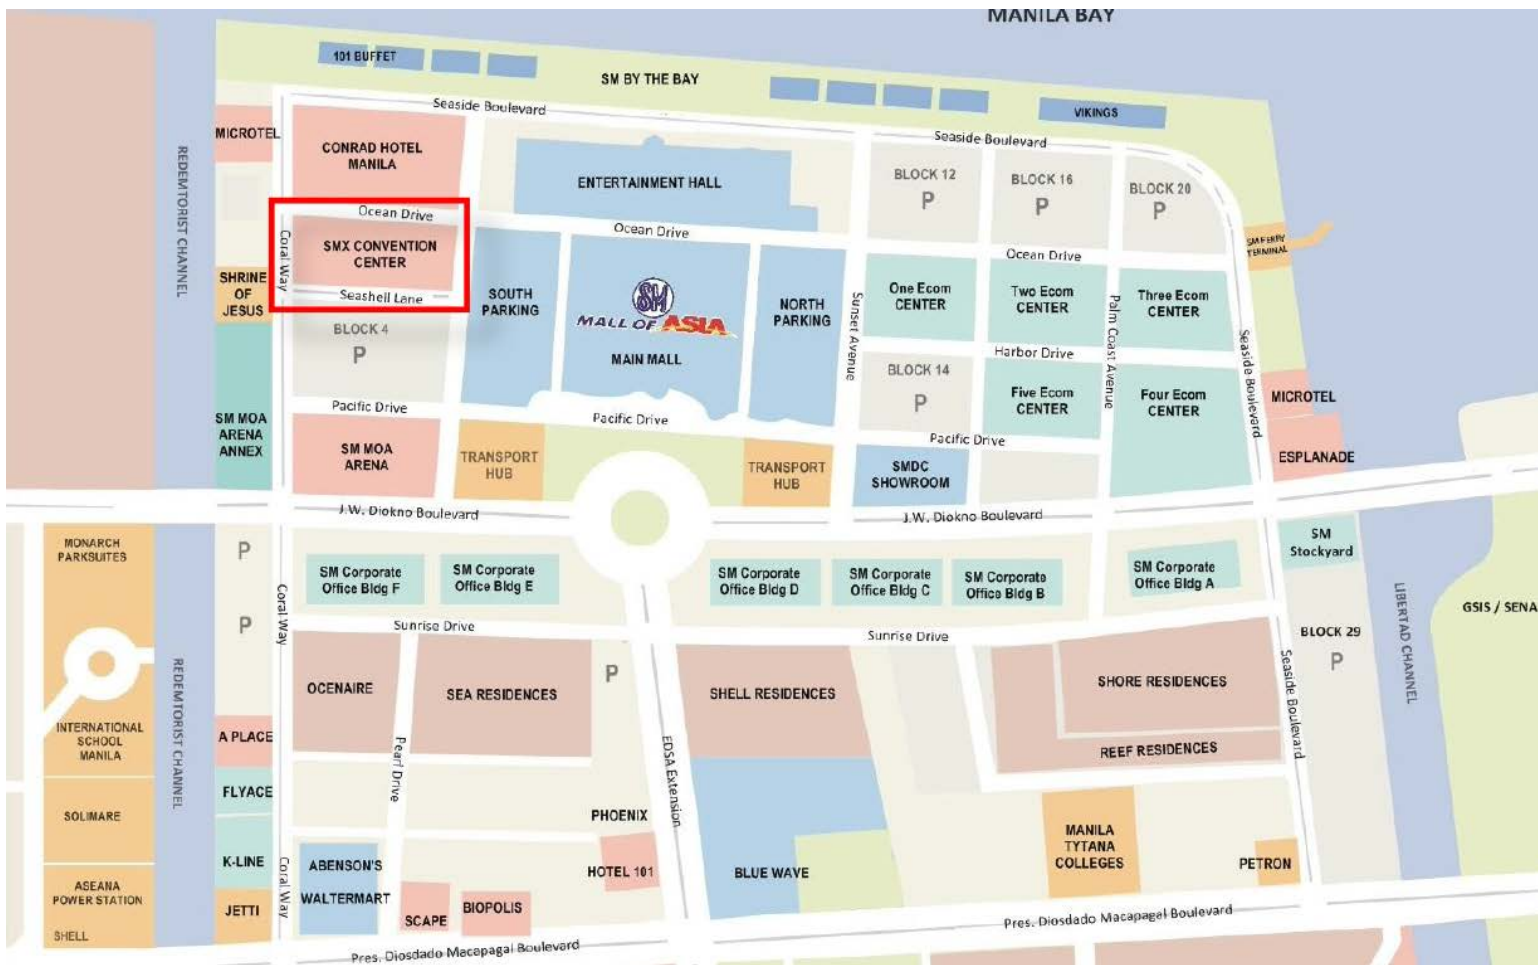 MANILA BAY
101 BUFFET
SM BY THE BAY
VIKINGS
Seaside Boulevard
Seaside Boulevard
MICROTEL
CONRAD HOTEL
MANILA
ENTERTAINMENT HALL
BLOCK 12
P
BLOCK 16
P
BLOCK 20
P
REDEMTORIST CHANNEL
Ocean Drive
Ocean Drive
Ocean Drive
SM FERRY
TERMINAL
Coral Way
SMX CONVENTION
CENTER
Seashell Lane
SHRINE
OF
JESUS
SOUTH
PARKING
SM
MALL OF ASIA
MAIN MALL
NORTH
PARKING
Sunset Avenue
One Ecom
CENTER
Two Ecom
CENTER
Three Ecom
CENTER
Palm Coast Avenue
Seaside Boulevard
BLOCK 4
P
Harbor Drive
BLOCK 14
P
Five Ecom
CENTER
Four Ecom
CENTER
MICROTEL
Pacific Drive
Pacific Drive
Pacific Drive
SM MOA
ARENA
ANNEX
SM MOA
ARENA
TRANSPORT
HUB
TRANSPORT
HUB
SMDC
SHOWROOM
ESPLANADE
J.W. Diokno Boulevard
J.W. Diokno Boulevard
MONARCH
PARKSUITES
P
P
SM Corporate
Office Bldg F
SM Corporate
Office Bldg E
SM Corporate
Office Bldg D
SM Corporate
Office Bldg C
SM Corporate
Office Bldg B
SM Corporate
Office Bldg A
SM
Stockyard
Coral Way
Sunrise Drive
Sunrise Drive
LIBERTAD CHANNEL
GSIS / SENA
BLOCK 29
P
Seaside Boulevard
REDEMTORIST CHANNEL
OCENAIRE
SEA RESIDENCES
P
SHELL RESIDENCES
SHORE RESIDENCES
REEF RESIDENCES
INTERNATIONAL
SCHOOL
MANILA
A PLACE
Pearl Drive
EDSA Extension
FLYACE
SOLIMARE
PHOENIX
MANILA
TYTANA
COLLEGES
K-LINE
Coral Way
ABENSON'S
WALTERMART
HOTEL 101
BLUE WAVE
PETRON
ASEANA
POWER STATION
SHELL
JETTI
SCAPE
BIOPOLIS
Pres. Diosdado Macapagal Boulevard
Pres. Diosdado Macapagal Boulevard